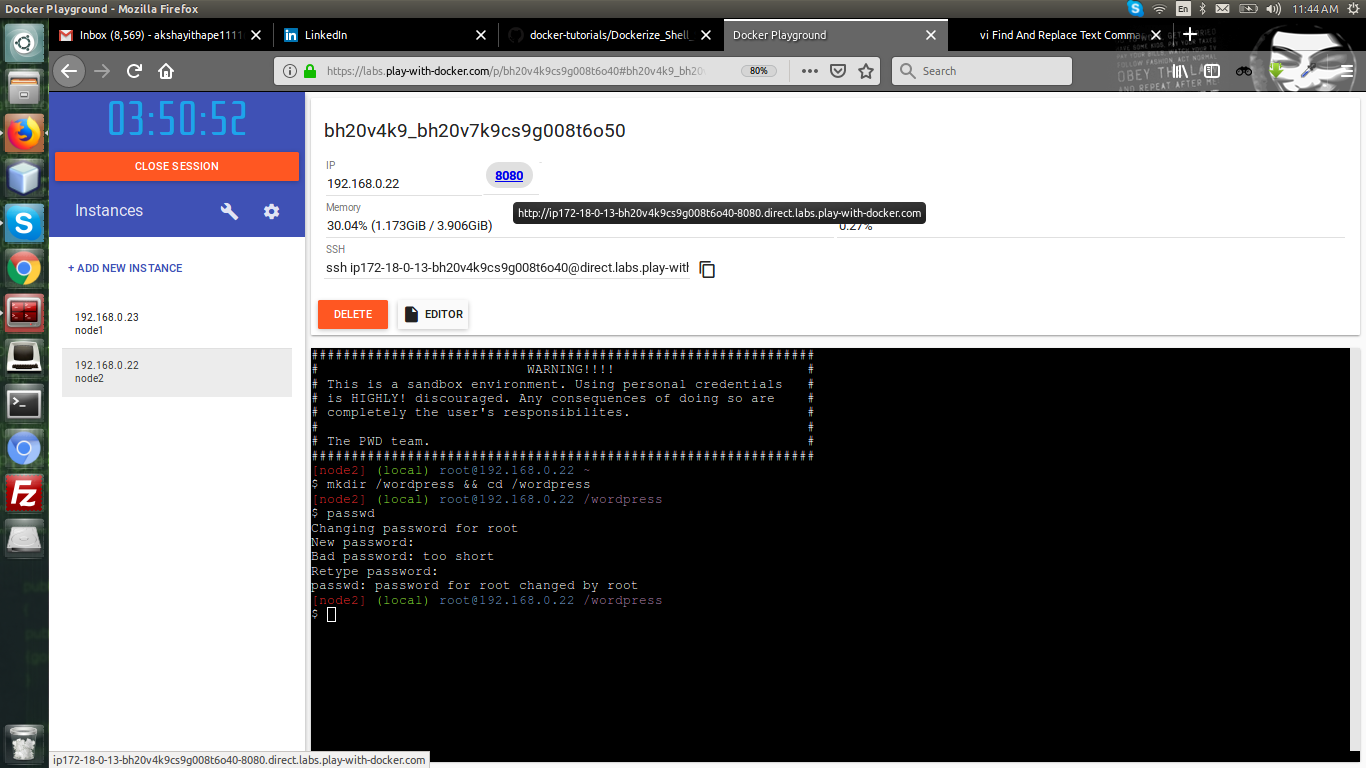 Docker Playground - Mozilla Firefox
En
11:44 AM
Inbox (8,569) - akshayithape1111
LinkedIn
docker-tutorials/Dockerize_Shell_
Docker Playground
vi Find And Replace Text Comma
https://labs.play-with-docker.com/p/bh20v4k9cs9g008t6o40#bh20v4k9_bh20v
80%
Search
OBEY THE LAW
AND REPEAT AFTER ME
03:50:52
CLOSE SESSION
Instances
+ ADD NEW INSTANCE
192.168.0.23
node1
192.168.0.22
node2
bh20v4k9_bh20v7k9cs9g008t6o50
IP
192.168.0.22
8080
http://ip172-18-0-13-bh20v4k9cs9g008t6o40-8080.direct.labs.play-with-docker.com
Memory
30.04% (1.173GiB / 3.906GiB)
0.27%
SSH
ssh ip172-18-0-13-bh20v4k9cs9g008t6o40@direct.labs.play-with
DELETE
EDITOR
###############################################################
# WARNING!!!! #
# This is a sandbox environment. Using personal credentials #
# is HIGHLY! discouraged. Any consequences of doing so are #
# completely the user's responsibilites. #
# #
# The PWD team. #
###############################################################
[node2] (local) root@192.168.0.22 ~
$ mkdir /wordpress && cd /wordpress
[node2] (local) root@192.168.0.22 /wordpress
$ passwd
Changing password for root
New password:
Bad password: too short
Retype password:
passwd: password for root changed by root
[node2] (local) root@192.168.0.22 /wordpress
$
ip172-18-0-13-bh20v4k9cs9g008t6o40-8080.direct.labs.play-with-docker.com